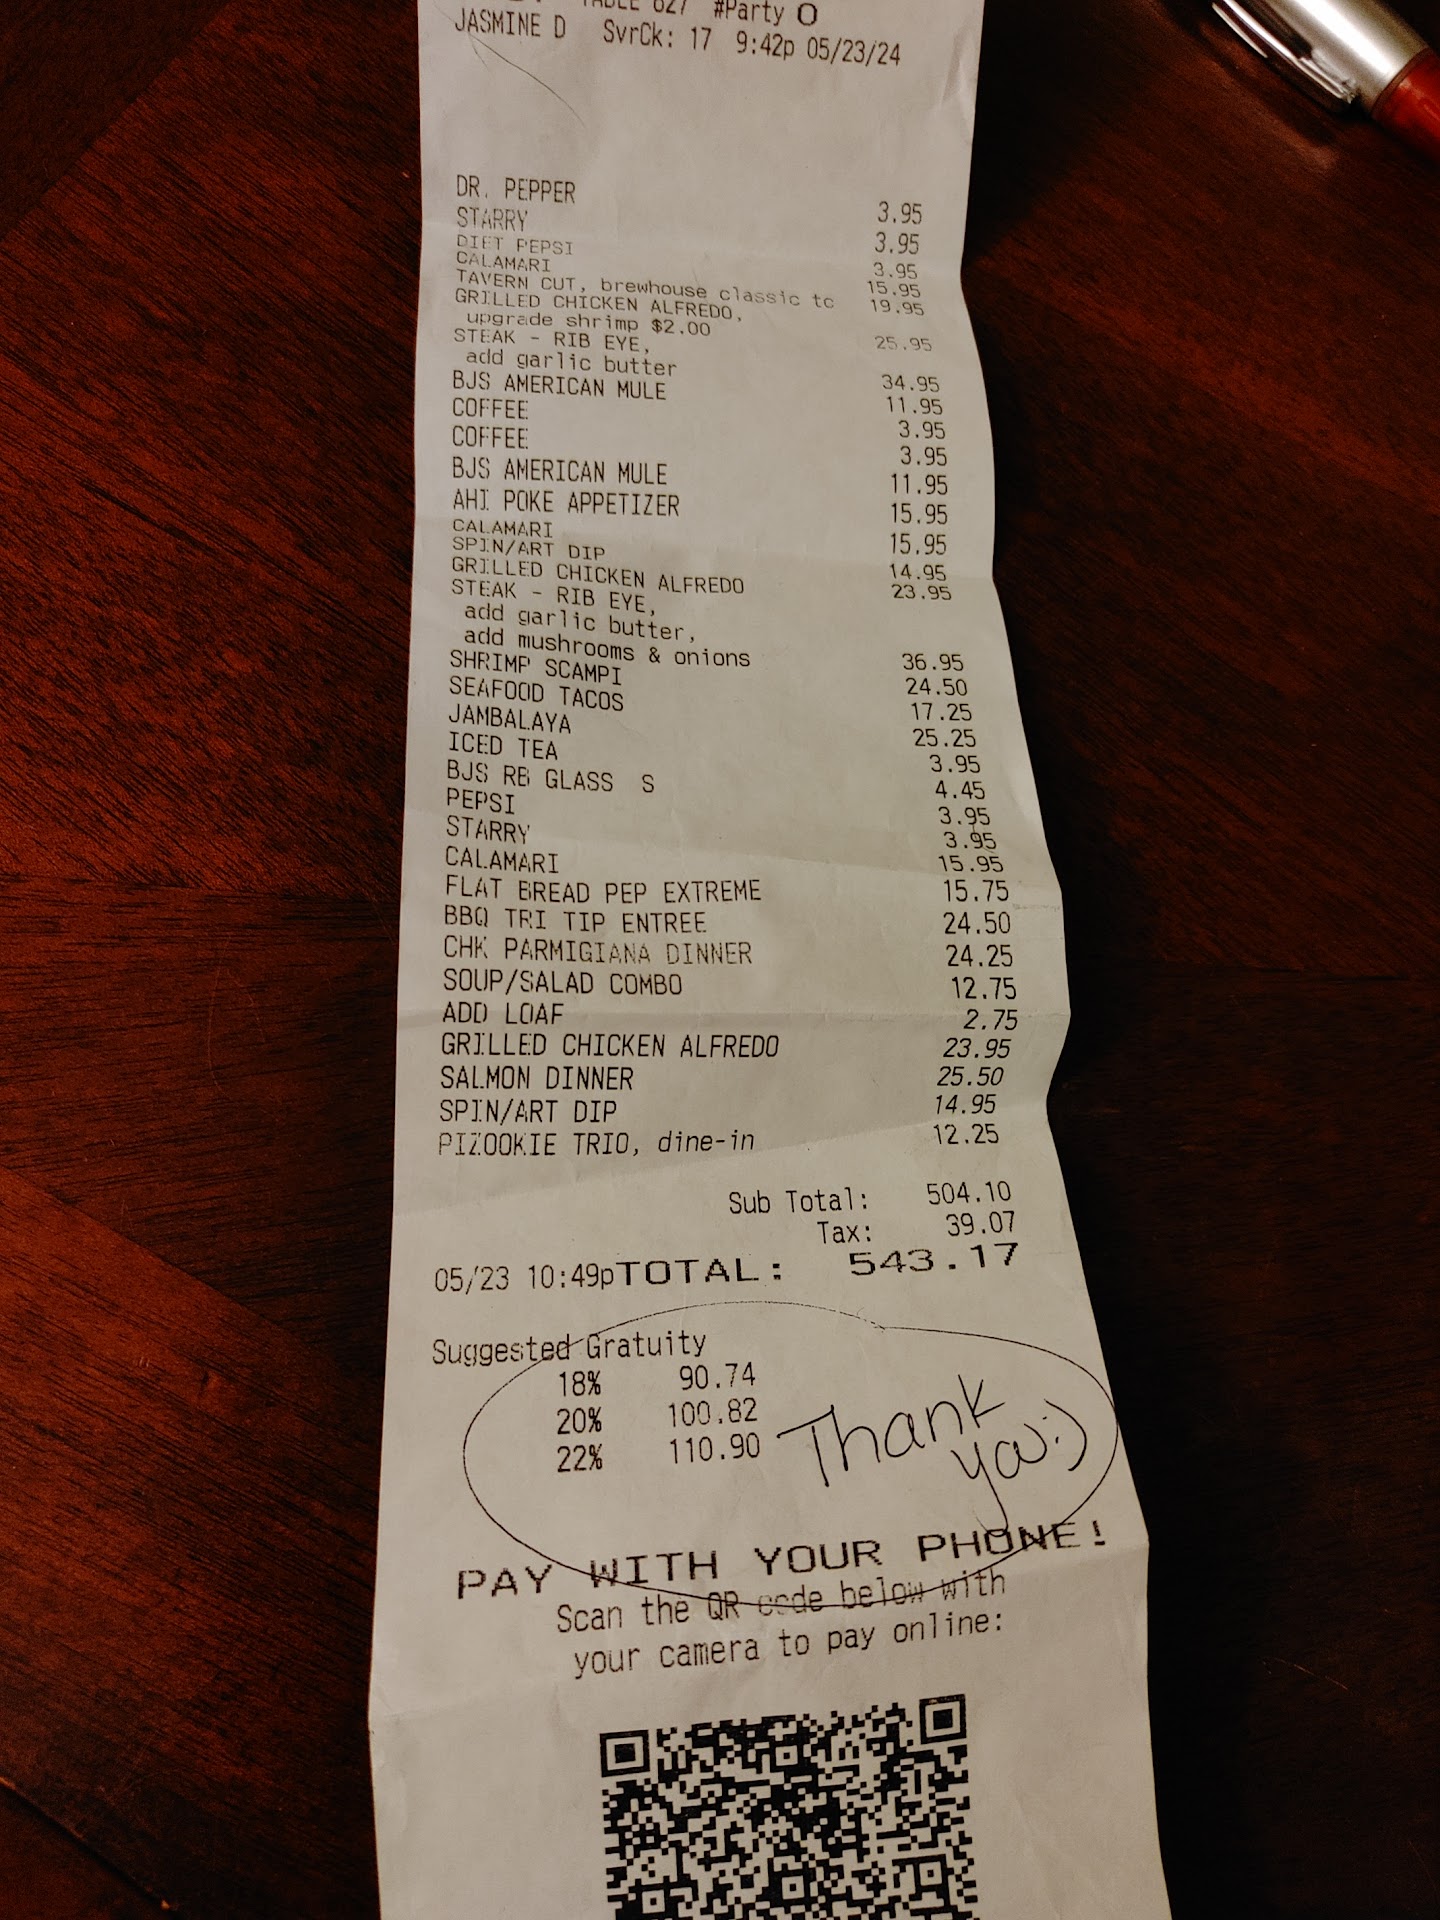 TABLE 627 #Party 0
JASMINE D SvrCk: 17 9:42p 05/23/24
DR. PEPPER 3.95
STARRY 3.95
DIET PEPSI 3.95
CALAMARI 15.95
TAVERN CUT, brewhouse classic tc 19.95
GRILLED CHICKEN ALFREDO,
upgrade shrimp $2.00 25.95
STEAK - RIB EYE,
add garlic butter 34.95
BJS AMERICAN MULE 11.95
COFFEE 3.95
COFFEE 3.95
BJS AMERICAN MULE 11.95
AHI POKE APPETIZER 15.95
CALAMARI 15.95
SPIN/ART DIP 14.95
GRILLED CHICKEN ALFREDO 23.95
STEAK - RIB EYE,
add garlic butter,
add mushrooms & onions 36.95
SHRIMP SCAMPI 24.50
SEAFOOD TACOS 17.25
JAMBALAYA 25.25
ICED TEA 3.95
BJS RB GLASS S 4.45
PEPSI 3.95
STARRY 3.95
CALAMARI 15.95
FLAT BREAD PEP EXTREME 15.75
BBQ TRI TIP ENTREE 24.50
CHK PARMIGIANA DINNER 24.25
SOUP/SALAD COMBO 12.75
ADD LOAF 2.75
GRILLED CHICKEN ALFREDO 23.95
SALMON DINNER 25.50
SPIN/ART DIP 14.95
PIZOOKIE TRIO, dine-in 12.25
Sub Total: 504.10
Tax: 39.07
05/23 10:49pTOTAL: 543.17
Suggested Gratuity
18% 90.74
20% 100.82
22% 110.90
Thank
you :)
PAY WITH YOUR PHONE!
Scan the QR code below with
your camera to pay online: